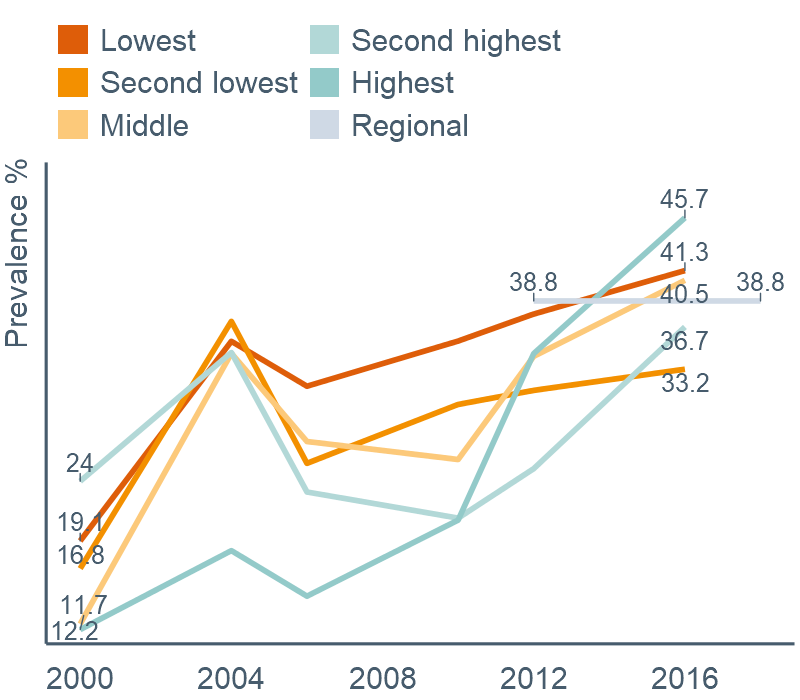 Lowest
Second lowest
Middle
Second highest
Highest
Regional
Prevalence %
45.7
41.3
38.8
38.8
40.5
36.7
33.2
24
19.1
16.8
11.7
12.2
2000 2004 2008 2012 2016